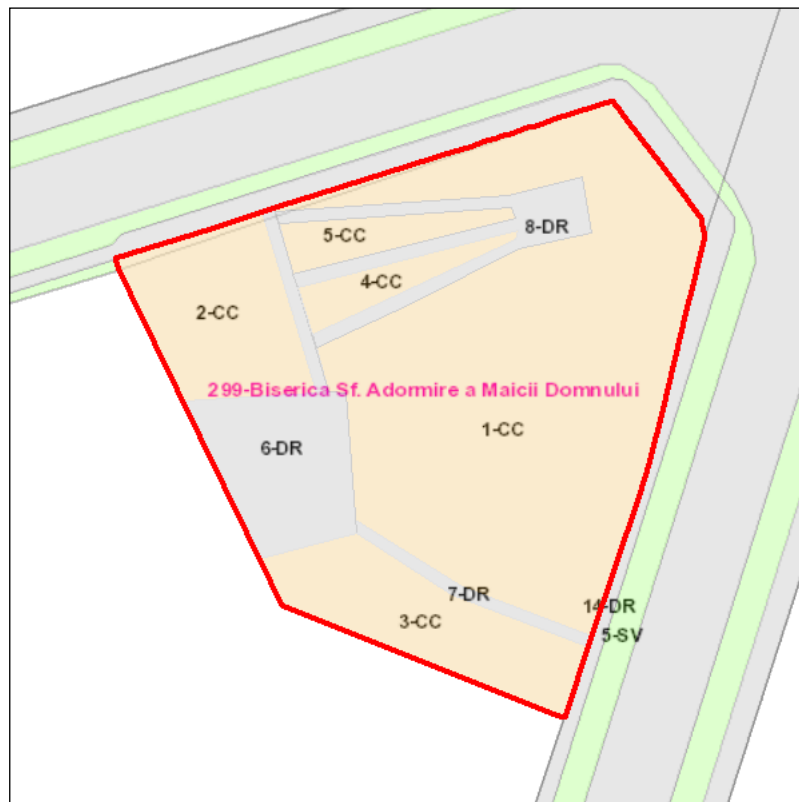 8-DR
5-CC
4-CC
2-CC
299-Biserica Sf. Adormire a Maicii Domnului
1-CC
6-DR
7-DR
14-DR
3-CC
5-SV